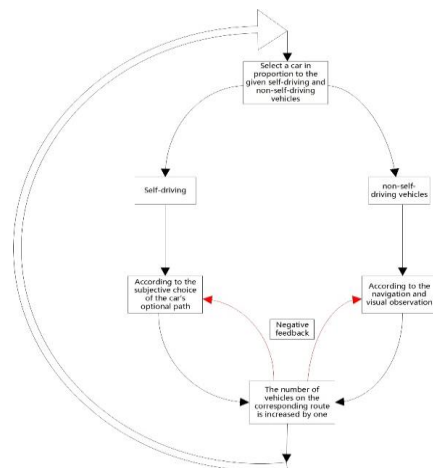 Select a car in
proportion to the
given self-driving and
non-self-driving
vehicles
Self-driving
non-self-
driving vehicles
According to the
subjective choice
of the car's
optional path
According to the
navigation and
visual observation
Negative
feedback
The number of
vehicles on the
corresponding route
is increased by one